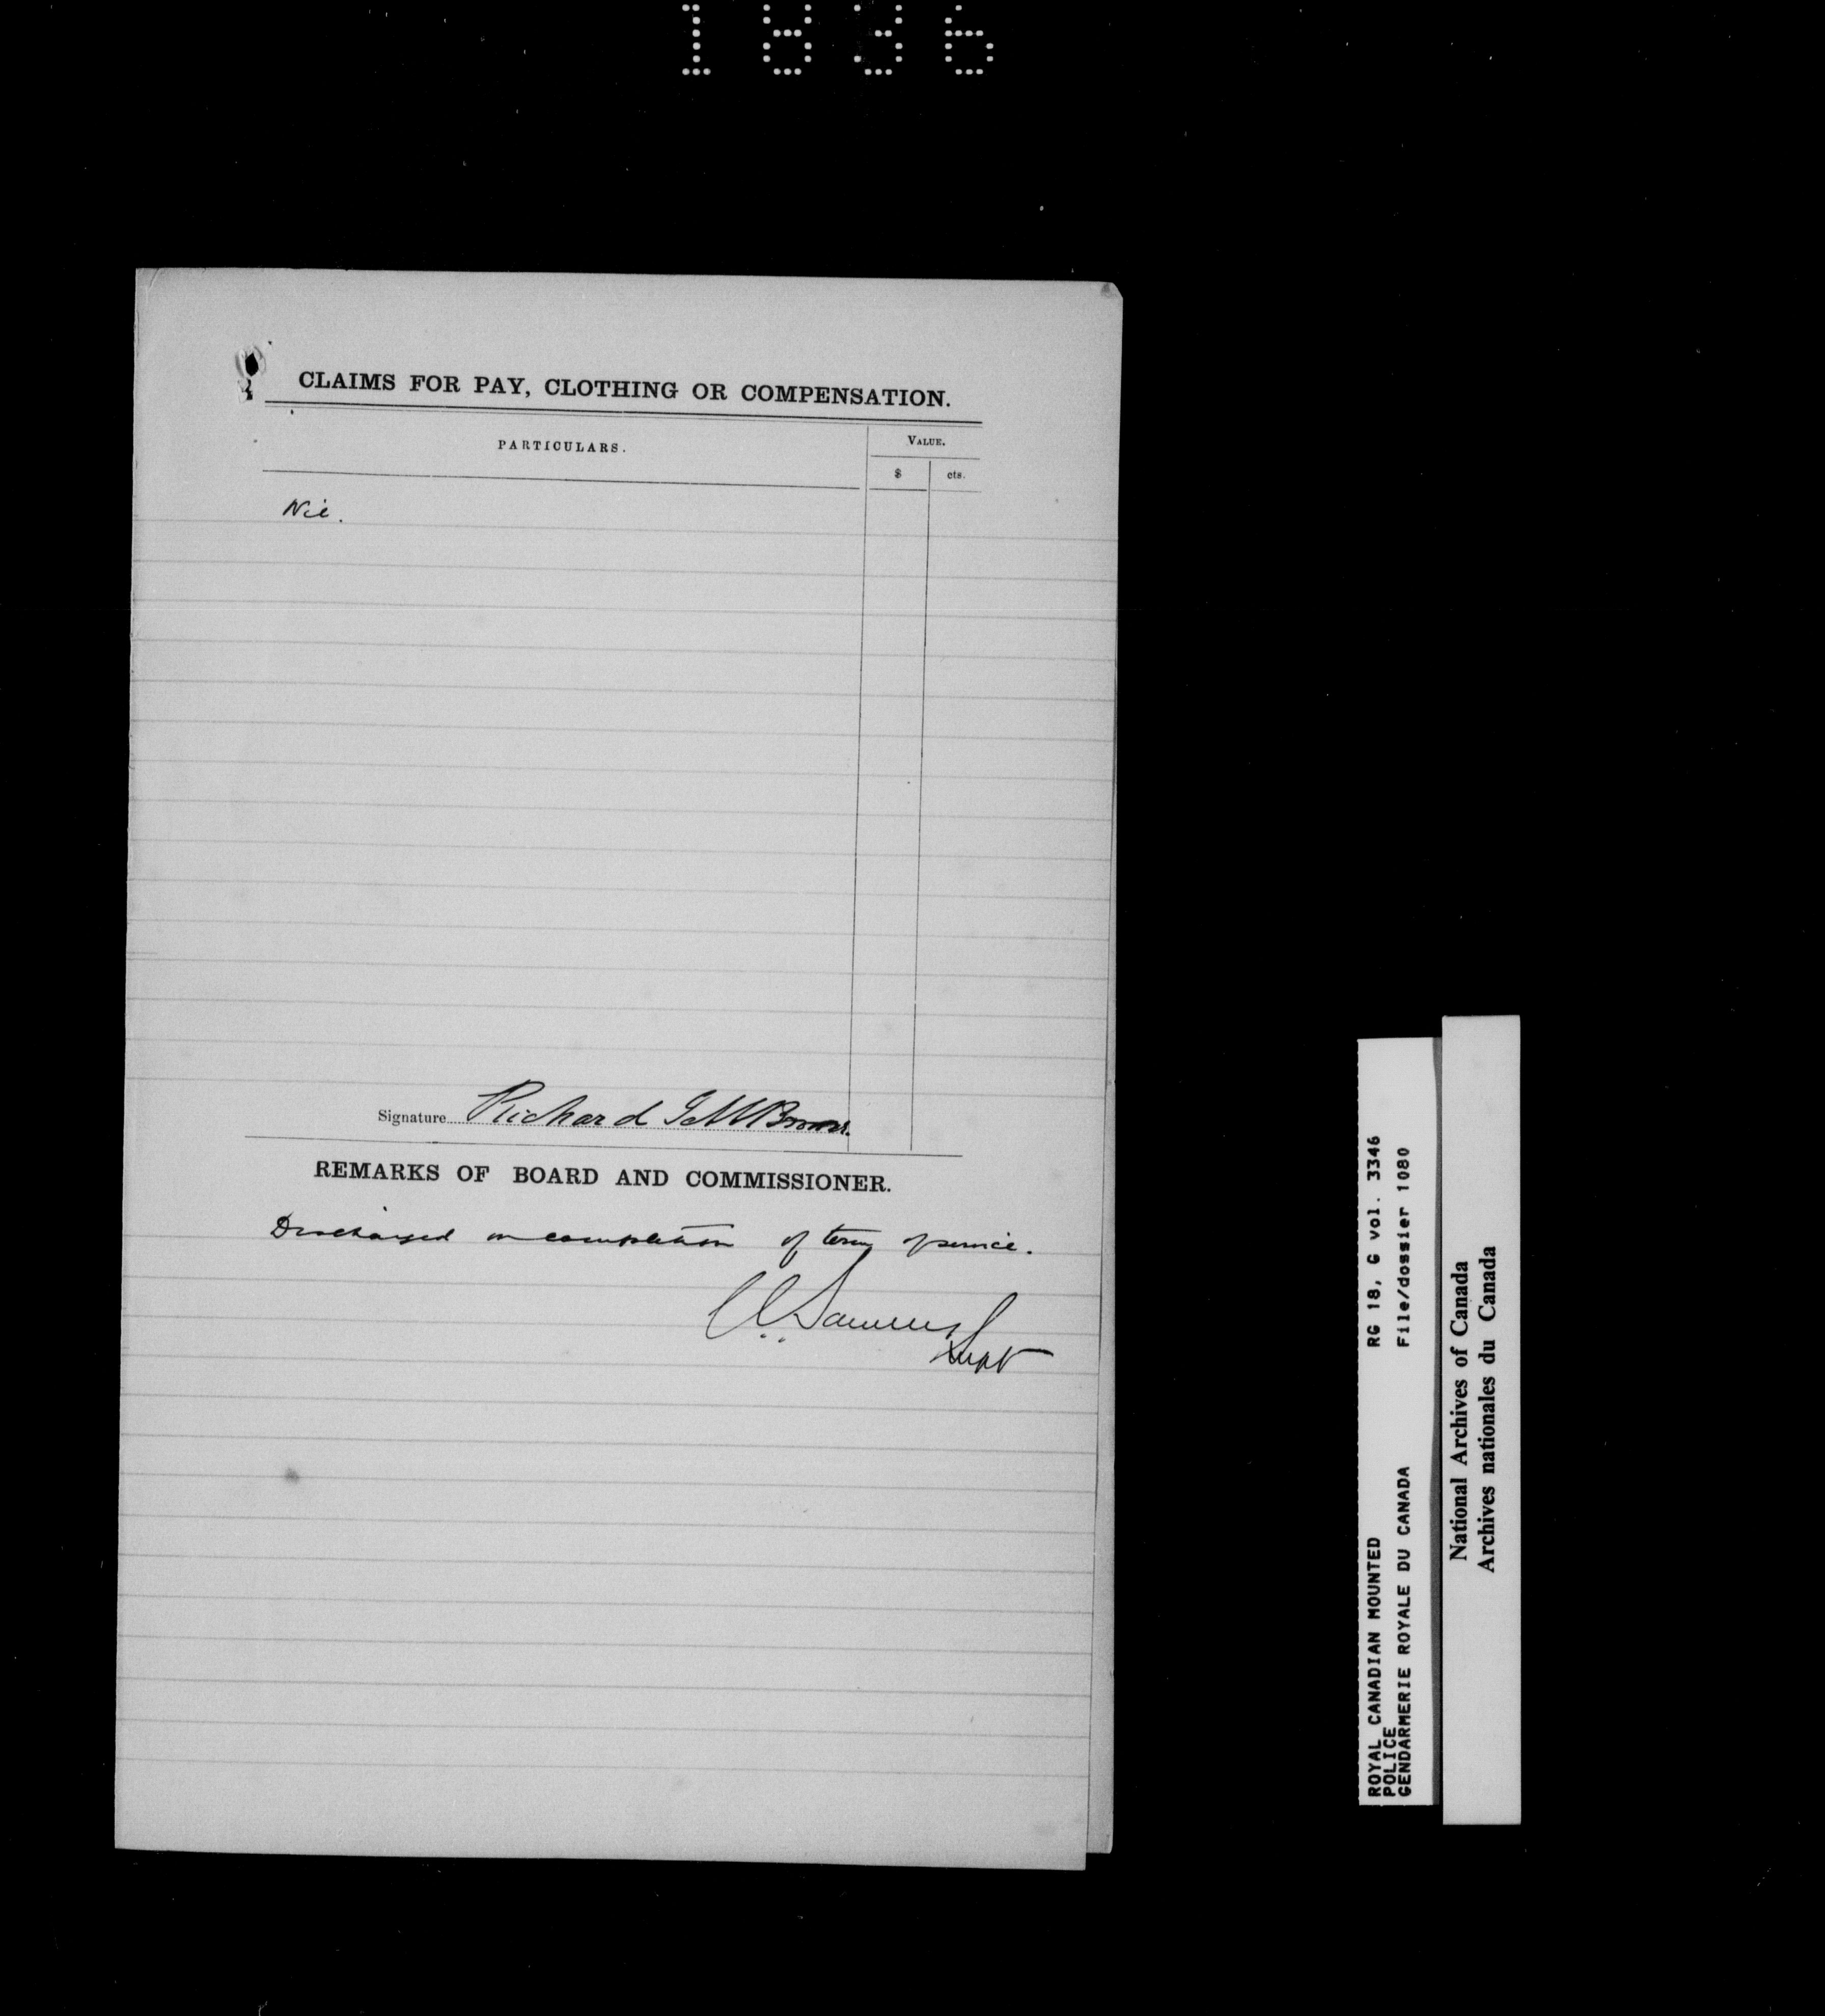 1836
CLAIMS FOR PAY, CLOTHING OR COMPENSATION.
PARTICULARS.
VALUE.
$ cts.
Nil.
Signature Richard
REMARKS OF BOARD AND COMMISSIONER.
Discharged on completion of term of service.
Supt
ROYAL CANADIAN MOUNTED RG 18, G vol. 3346
POLICE
GENDARMERIE ROYALE DU CANADA File/dossier 1080
National Archives of Canada
Archives nationales du Canada